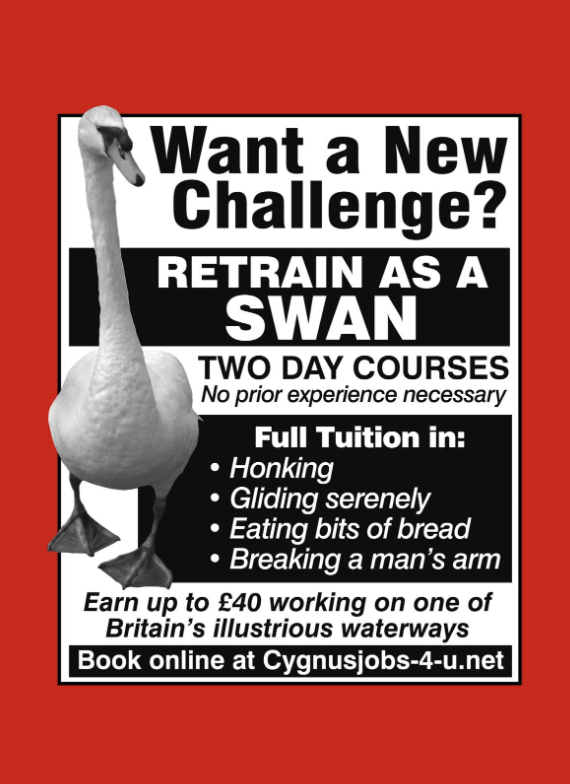 Want a New
Challenge?
RETRAIN AS A
SWAN
TWO DAY COURSES
No prior experience necessary
Full Tuition in:
• Honking
• Gliding serenely
• Eating bits of bread
• Breaking a man's arm
Earn up to £40 working on one of
Britain's illustrious waterways
Book online at Cygnusjobs-4-u.net